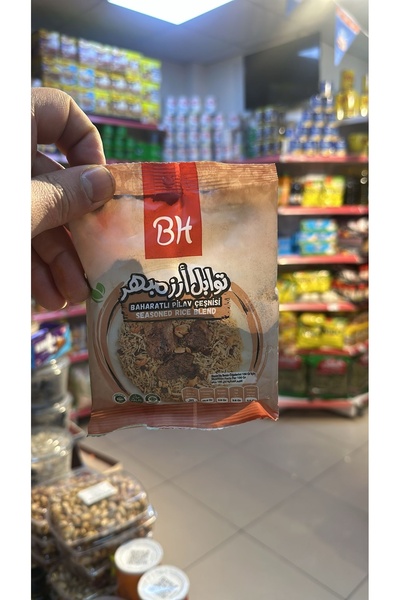 BH
توابل أرز مبهر
BAHARATLI PİLAV ÇEŞNİSİ
SEASONED RICE BLEND